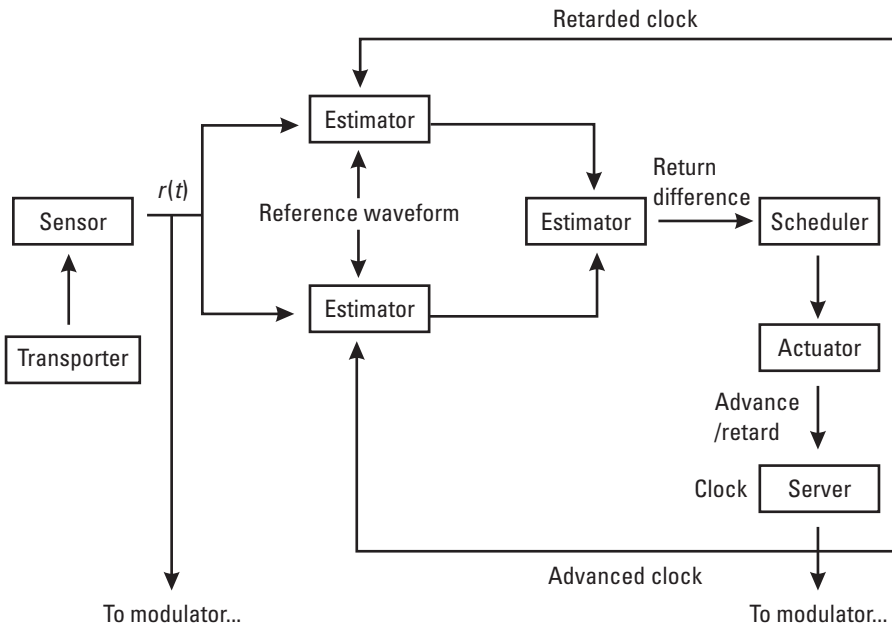 Retarded clock
Estimator
r(t)
Return
difference
Sensor
Reference waveform
Estimator
Scheduler
Estimator
Transporter
Actuator
Advance
/retard
Clock
Server
Advanced clock
To modulator...
To modulator...